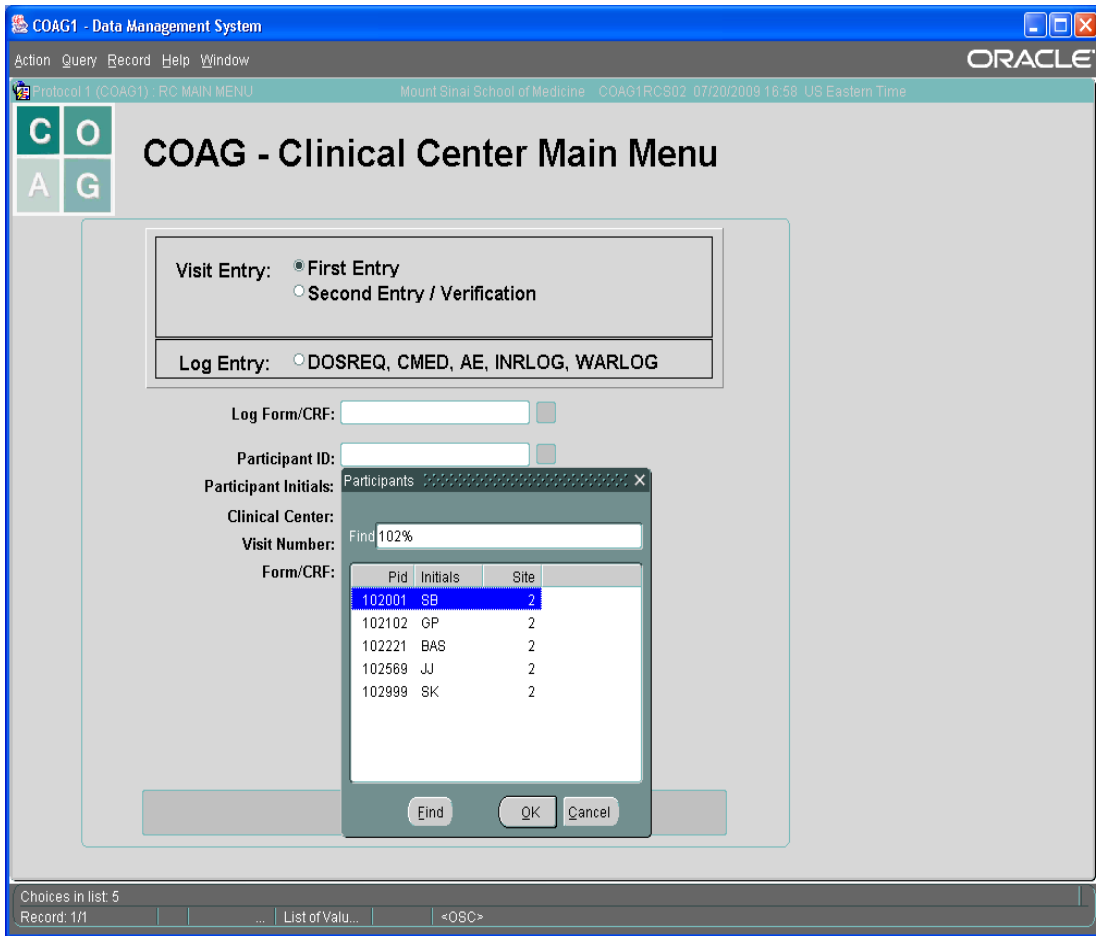 COAG1 - Data Management System
Action Query Record Help Window
ORACLE
Protocol 1 (COAG1) : RC MAIN MENU Mount Sinai School of Medicine COAG1RCS02 07/20/2009 16:58 US Eastern Time
C O
A G
COAG - Clinical Center Main Menu
Visit Entry: First Entry
Second Entry / Verification
Log Entry: DOSREQ, CMED, AE, INRLOG, WARLOG
Log Form/CRF:
Participant ID:
Participant Initials:
Clinical Center:
Visit Number:
Form/CRF:
Participants
Find 102%
Pid Initials Site
102001 SB 2
102102 GP 2
102221 BAS 2
102569 JJ 2
102999 SK 2
Find OK Cancel
Choices in list: 5
Record: 1/1 ... List of Valu... <OSC>